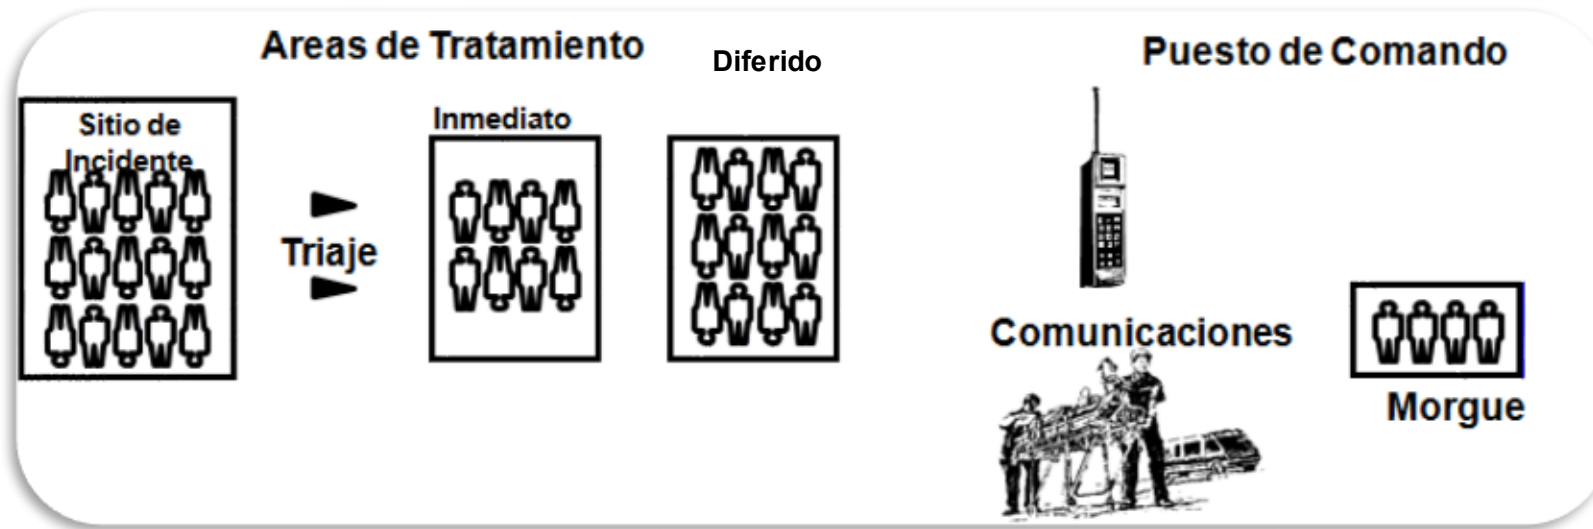 Areas de Tratamiento
Diferido
Puesto de Comando
Sitio de
Incidente
Inmediato
Triaje
Comunicaciones
Morgue